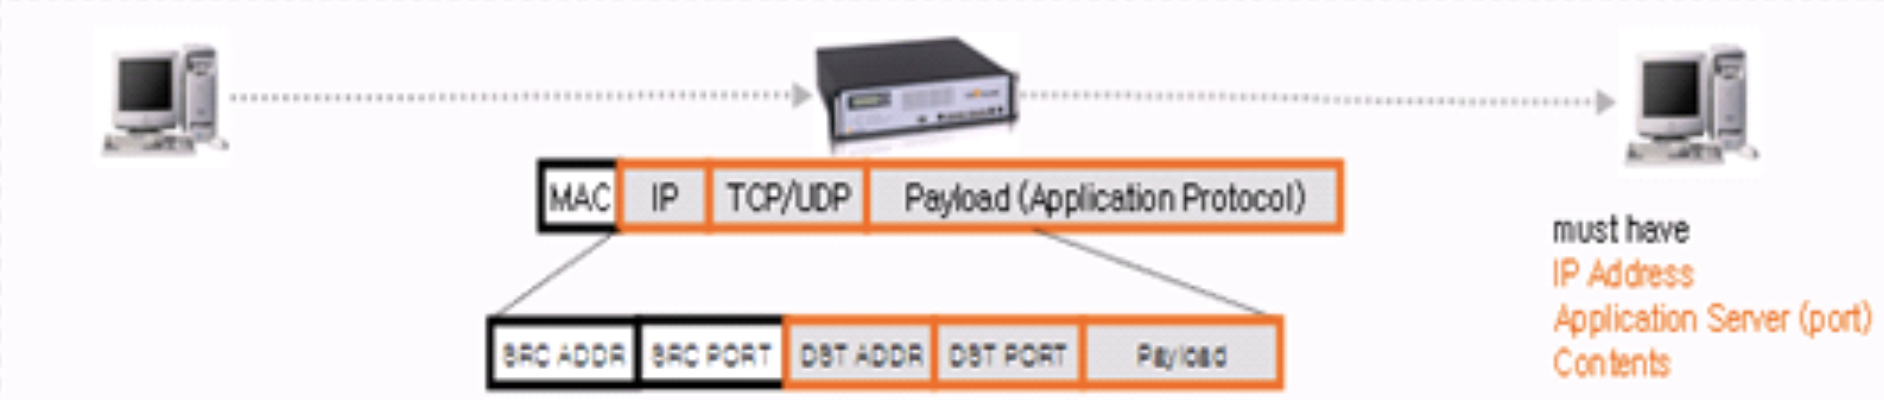 MAC IP TCP/UDP Payload (Application Protocol)
SRC ADDR SRC PORT DST ADDR DST PORT Payload
must have
IP Address
Application Server (port)
Contents